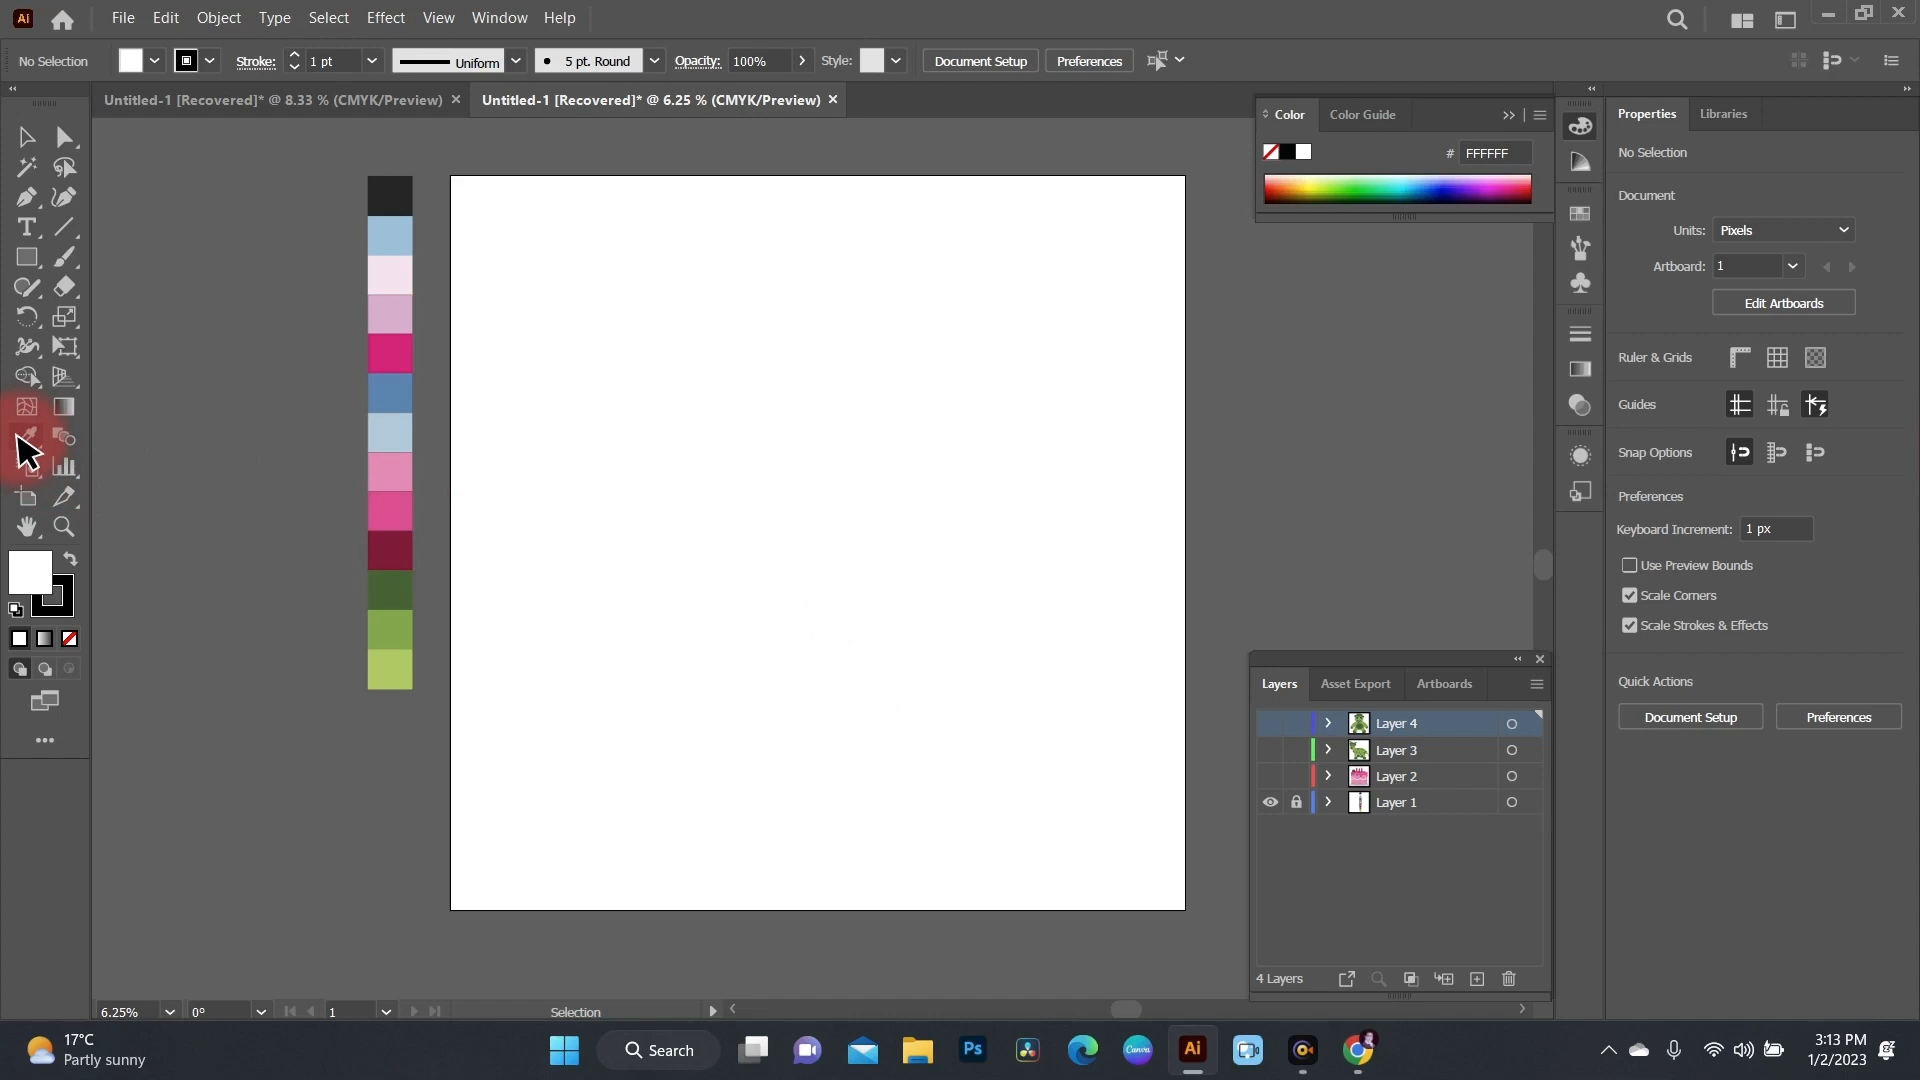 Ai File Edit Object Type Select Effect View Window Help
No Selection Stroke: 1 pt Uniform 5 pt. Round Opacity: 100% Style: Document Setup Preferences
Untitled-1 [Recovered]* @ 8.33 % (CMYK/Preview) Untitled-1 [Recovered]* @ 6.25 % (CMYK/Preview)
Color Color Guide
# FFFFFF
Properties Libraries
No Selection
Document
Units: Pixels
Artboard: 1
Edit Artboards
Ruler & Grids
Guides
Snap Options
Preferences
Keyboard Increment: 1 px
Use Preview Bounds
Scale Corners
Scale Strokes & Effects
Quick Actions
Document Setup Preferences
Layers Asset Export Artboards
Layer 4
Layer 3
Layer 2
Layer 1
4 Layers
6.25% 0° 1 Selection
17°C
Partly sunny
Search
Ps
Canva
Ai
3:13 PM
1/2/2023